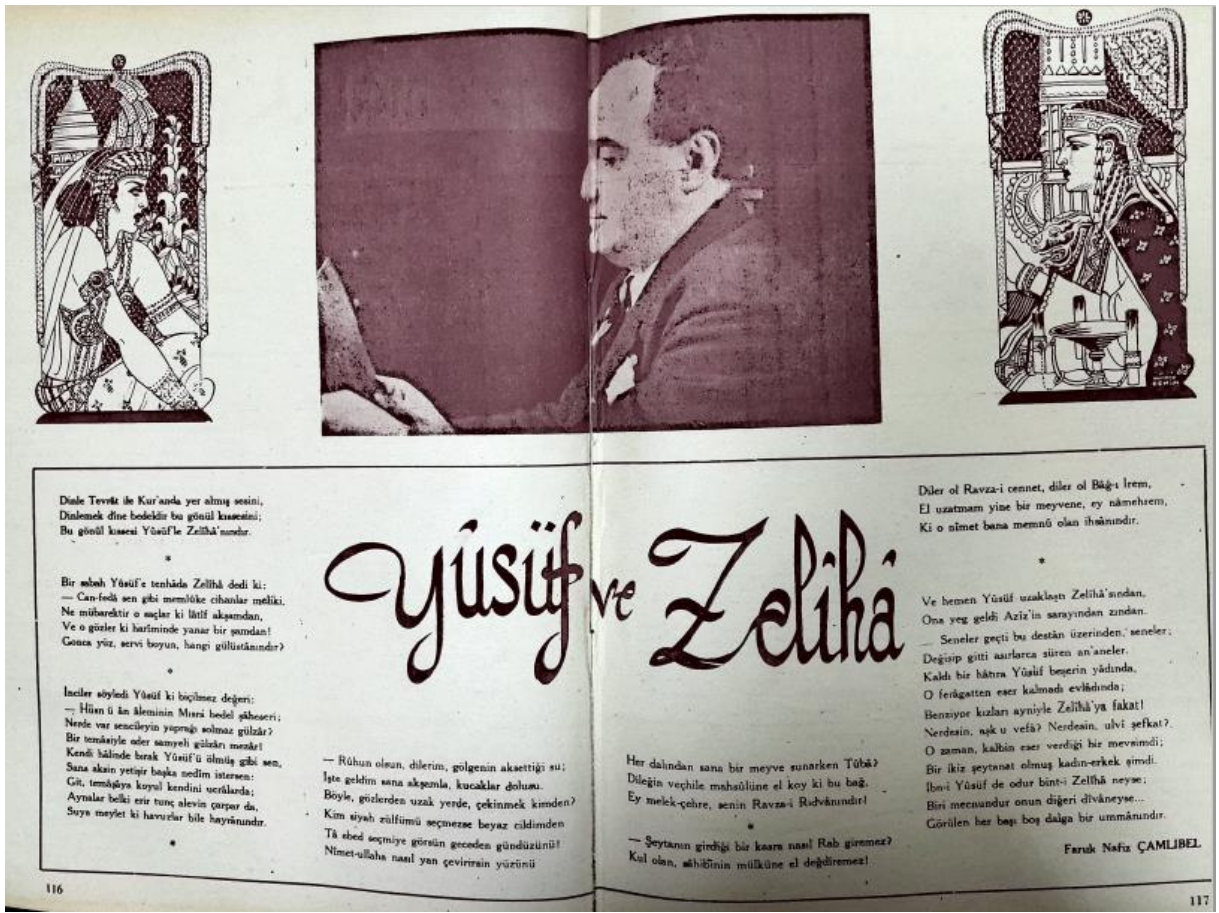 Yûsüf ve Zelîhâ
Dinle Tevrât ile Kur'anda yer almış sesini,
Dinlemek dîne bedeldir bu gönül kıssesini;
Bu gönül kıssesi Yûsüf'le Zelîhâ'nındır.
*
Bir sabah Yûsüf'e tenhâda Zelîhâ dedi ki:
— Can-fedâ sen gibi memlûke cihanlar meliki,
Ne mübarektir o saçlar ki lâtîf akşamdan,
Ve o gözler ki harîminde yanar bir şamdan!
Gonca yüz, servi boyun, hangi gülüstânındır?
*
İnciler söyledi Yûsüf ki biçilmez değeri:
— Hüsn ü ân âleminin Mısra bedel şâheseri;
Nerde var sencileyin yaprağı solmaz gülzâr?
Bir temâsiyle eder samyeli gülzârı mezâr!
Kendi hâlinde bırak Yûsüf'ü ölmüş gibi sen,
Sana aksin yetişir başka nedîm istersen:
Git, temâşâya koyul kendini ucrâlarda;
Aynalar belki erir tunç alevin çarpar da,
Suya meylet ki havuzlar bile hayrânındır.
*
— Rûhun olsun, dilerim, gölgenin aksettiği su;
İşte geldim sana akşamla, kucaklar dolusu.
Böyle, gözlerden uzak yerde, çekinmek kimden?
Kim siyah zülfümü seçmezse beyaz cildimden
Tâ ebed seçmiye görsün geceden gündüzünü!
Nîmet-ullaha nasıl yan çevirirsin yüzünü
Her dalından sana bir meyve sunarken Tûbâ?
Dileğin veçhile mahsûlüne el koy ki bu bağ,
Ey melek-çehre, senin Ravza-i Rıdvânındır!
*
— Şeytanın girdiği bir kasra nasıl Rab giremez?
Kul olan, sâhibinin mülküne el değdiremez!
Diler ol Ravza-i cennet, diler ol Bâğ-ı İrem,
El uzatmam yine bir meyvene, ey nâmehrem,
Ki o nîmet bana memnû olan ihsânındır.
*
Ve hemen Yûsüf uzaklaştı Zelîhâ'sından,
Ona yeg geldi Azîz'in sarayından zından.
— Seneler geçti bu destân üzerinden, seneler;
Değişip gitti asırlarca süren an'aneler.
Kaldı bir hâtıra Yûsüf beşerin yâdında,
O ferâgatten eser kalmadı evlâdında;
Benziyor kızları ayniyle Zelîhâ'ya fakat!
Nerdesin, aşk u vefâ? Nerdesin, ulvî şefkat?
O zaman, kalbin eser verdiği bir mevsimdi;
Bir ikiz şeytanat olmuş kadın-erkek şimdi.
İbn-i Yûsüf de odur bint-i Zelîhâ neyse;
Biri mecnundur onun diğeri dîvâneyse...
Görülen her başı boş dalga bir ummânındır.
Faruk Nafiz ÇAMLIBEL
116
117